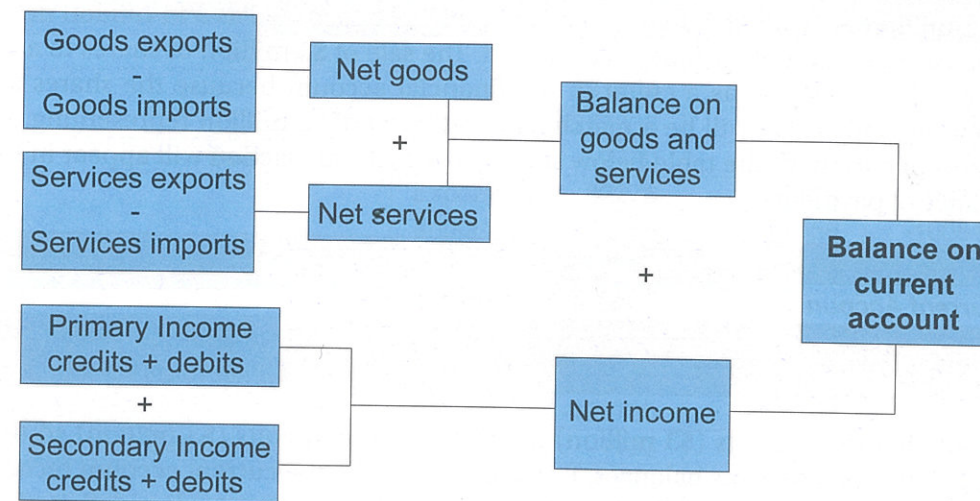 Goods exports
-
Goods imports
Net goods
+
Services exports
-
Services imports
Net services
Balance on
goods and
services
+
Primary Income
credits + debits
+
Secondary Income
credits + debits
Net income
Balance on
current
account